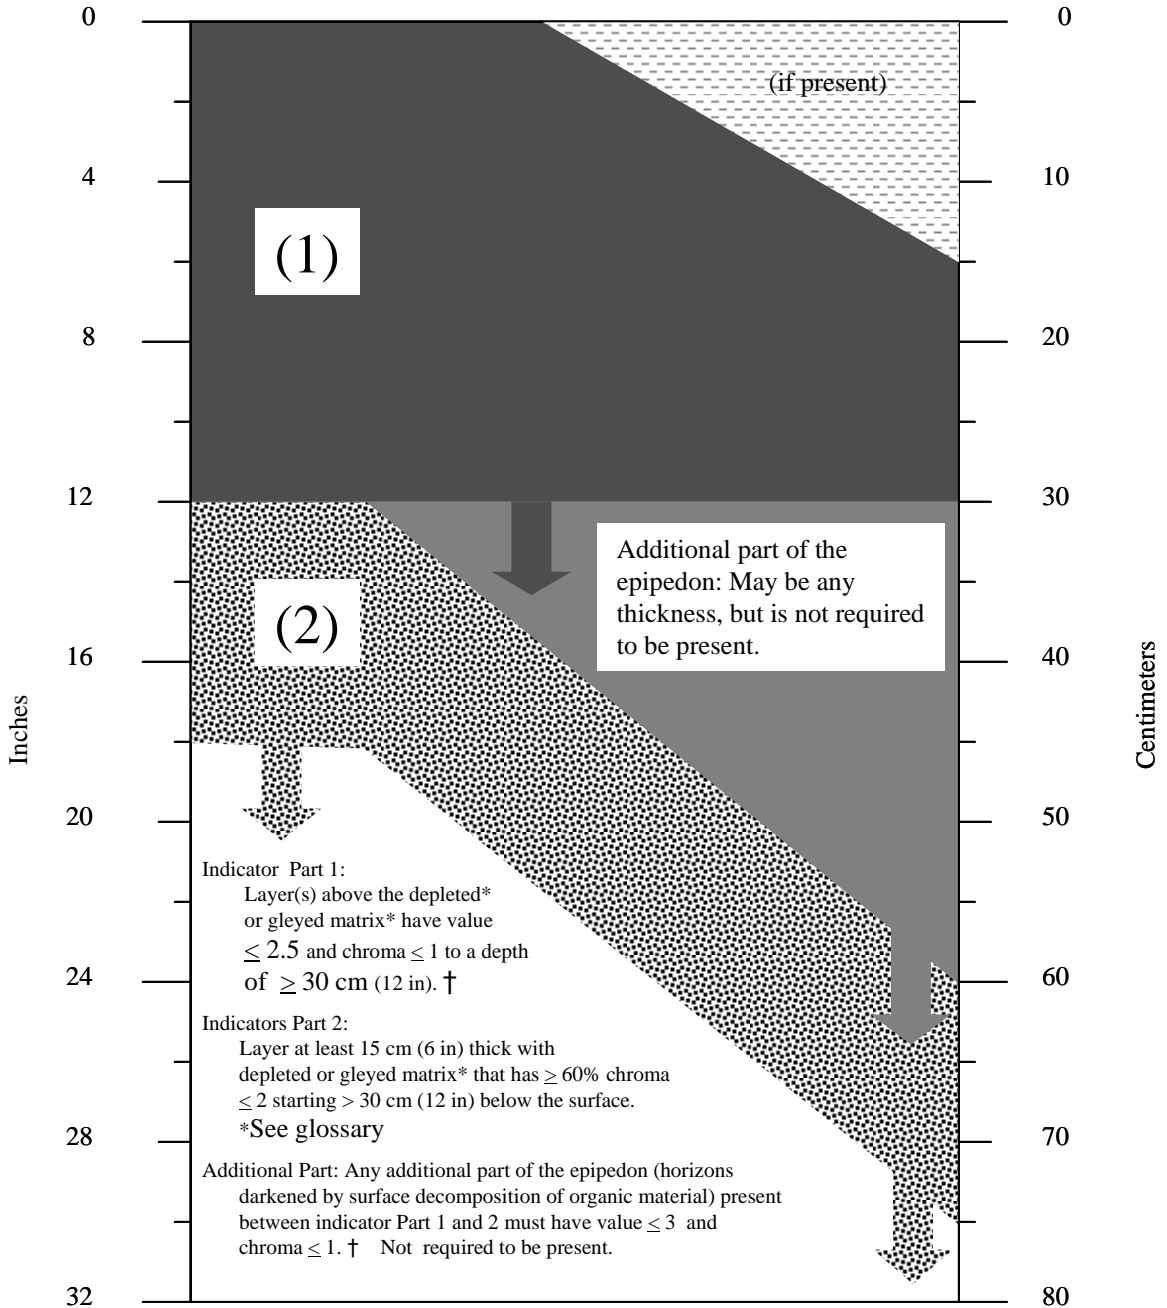 0
0
(if present)
4
10
(1)
8
20
12
30
Additional part of the
epipedon: May be any
thickness, but is not required
to be present.
(2)
16
40
Inches
Centimeters
20
50
Indicator Part 1:
Layer(s) above the depleted*
or gleyed matrix* have value
≤ 2.5 and chroma ≤ 1 to a depth
of ≥ 30 cm (12 in). †
24
60
Indicators Part 2:
Layer at least 15 cm (6 in) thick with
depleted or gleyed matrix* that has ≥ 60% chroma
≤ 2 starting > 30 cm (12 in) below the surface.
*See glossary
28
70
Additional Part: Any additional part of the epipedon (horizons
darkened by surface decomposition of organic material) present
between indicator Part 1 and 2 must have value ≤ 3 and
chroma ≤ 1. † Not required to be present.
32
80